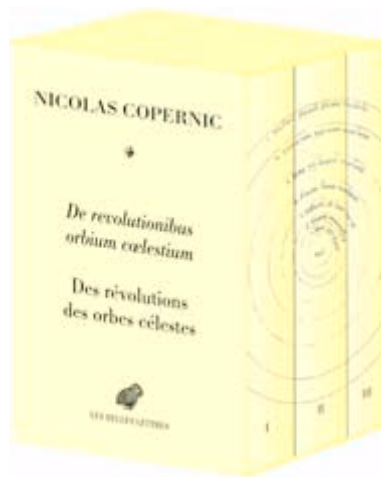 NICOLAS COPERNIC
De revolutionibus
orbium cœlestium
Des révolutions
des orbes célestes
LES BELLES LETTRES
I
II
III